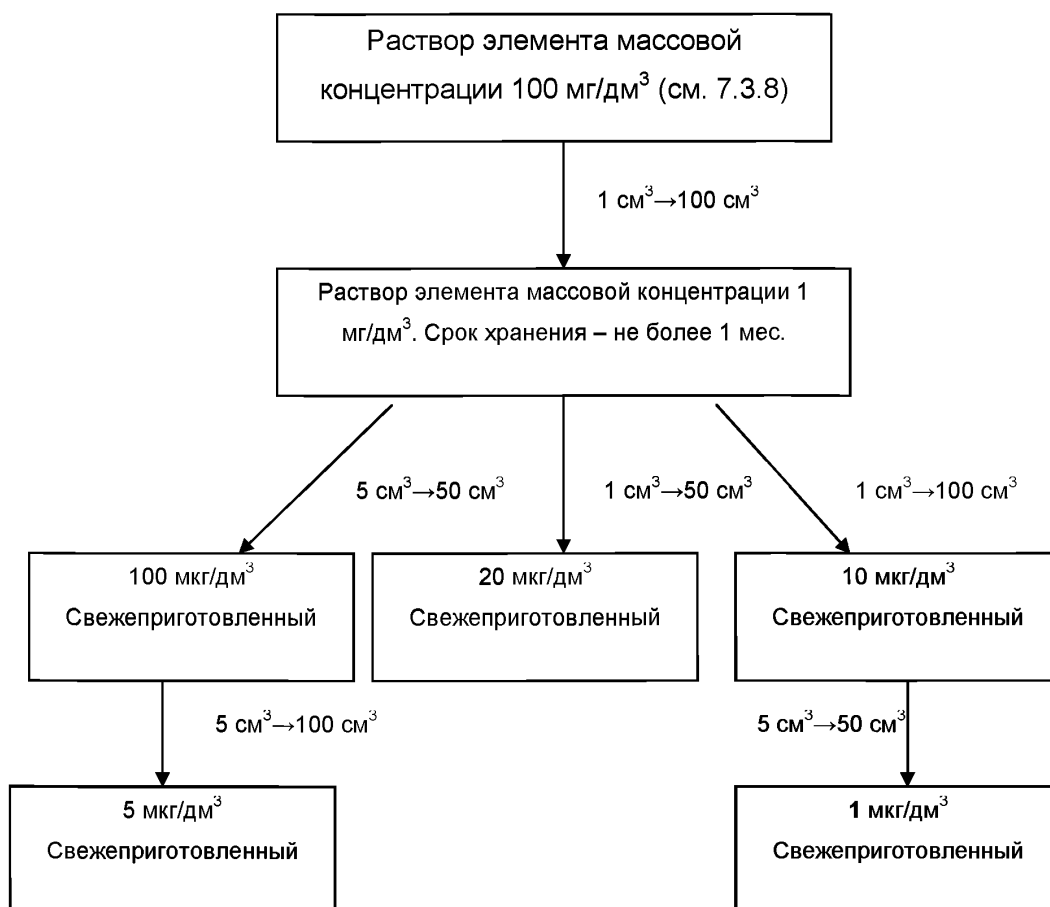 Раствор элемента массовой
концентрации 100 мг/дм³ (см. 7.3.8)
1 см³→100 см³
Раствор элемента массовой концентрации 1
мг/дм³. Срок хранения – не более 1 мес.
5 см³→50 см³
1 см³→50 см³
1 см³→100 см³
100 мкг/дм³
Свежеприготовленный
20 мкг/дм³
Свежеприготовленный
10 мкг/дм³
Свежеприготовленный
5 см³→100 см³
5 см³→50 см³
5 мкг/дм³
Свежеприготовленный
1 мкг/дм³
Свежеприготовленный